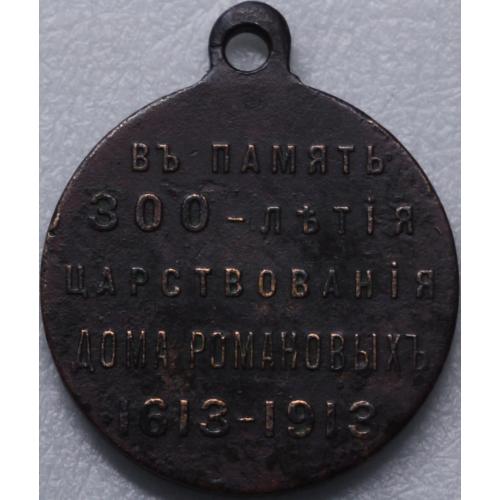 ВЪ ПАМЯТЬ
300-ЛѢТІЯ
ЦАРСТВОВАНІЯ
ДОМА РОМАНОВЫХЪ
1613-1913